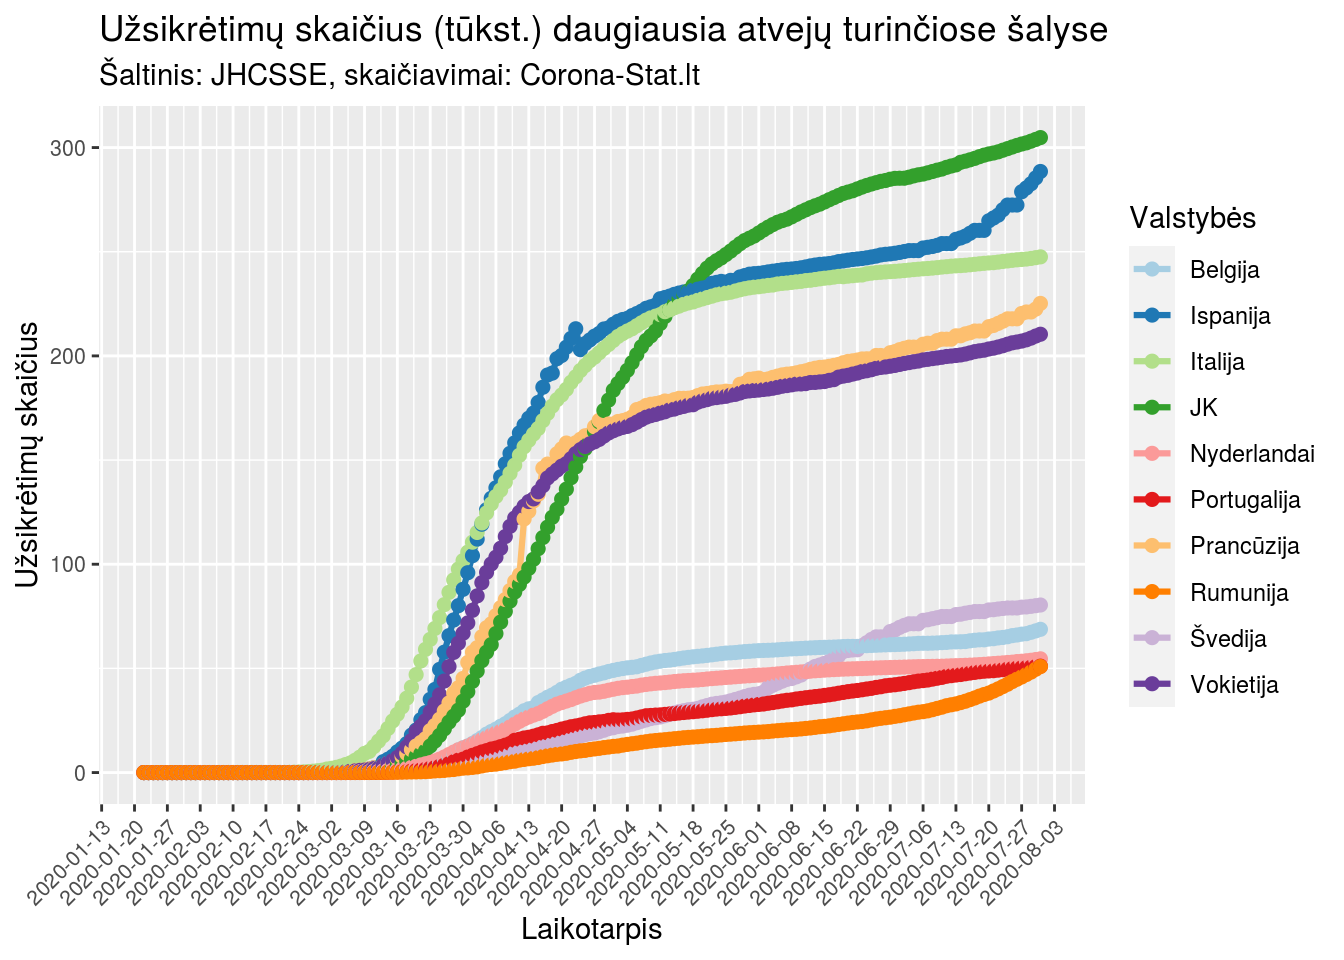 Užsikrėtimų skaičius (tūkst.) daugiausia atvejų turinčiose šalyse
Šaltinis: JHCSSE, skaičiavimai: Corona-Stat.lt
Užsikrėtimų skaičius
300
200
100
0
2020-01-13
2020-01-20
2020-01-27
2020-02-03
2020-02-10
2020-02-17
2020-02-24
2020-03-02
2020-03-09
2020-03-16
2020-03-23
2020-03-30
2020-04-06
2020-04-13
2020-04-20
2020-04-27
2020-05-04
2020-05-11
2020-05-18
2020-05-25
2020-06-01
2020-06-08
2020-06-15
2020-06-22
2020-06-29
2020-07-06
2020-07-13
2020-07-20
2020-07-27
2020-08-03
Laikotarpis
Valstybės
Belgija
Ispanija
Italija
JK
Nyderlandai
Portugalija
Prancūzija
Rumunija
Švedija
Vokietija